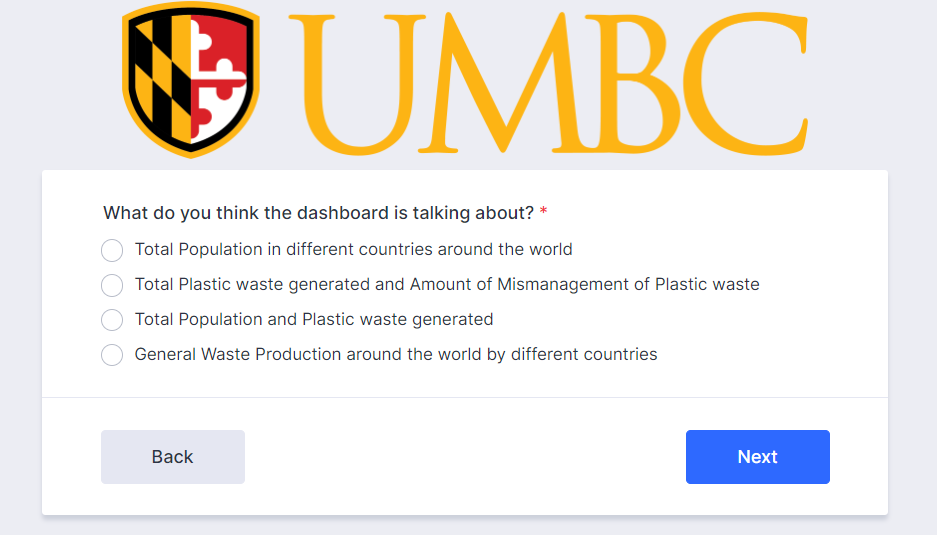 UMBC
What do you think the dashboard is talking about? *
Total Population in different countries around the world
Total Plastic waste generated and Amount of Mismanagement of Plastic waste
Total Population and Plastic waste generated
General Waste Production around the world by different countries
Back
Next